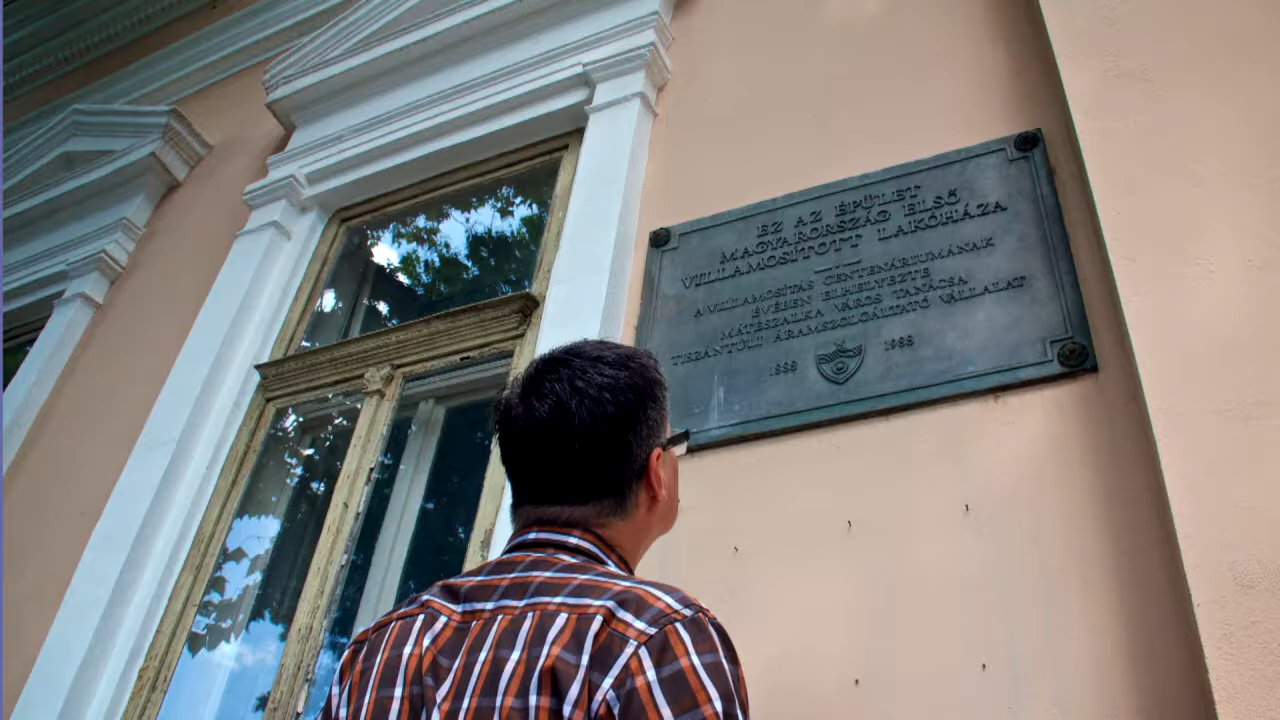 EZ AZ ÉPÜLET
MAGYARORSZÁG ELSŐ
VILLAMOSÍTOTT LAKÓHÁZA
A VILLAMOSÍTÁS CENTENÁRIUMÁNAK
ÉVÉBEN ELHELYEZTE
MÁTÉSZALKA VÁROS TANÁCSA
TISZÁNTÚLI ÁRAMSZOLGÁLTATÓ VÁLLALAT
1888 1988